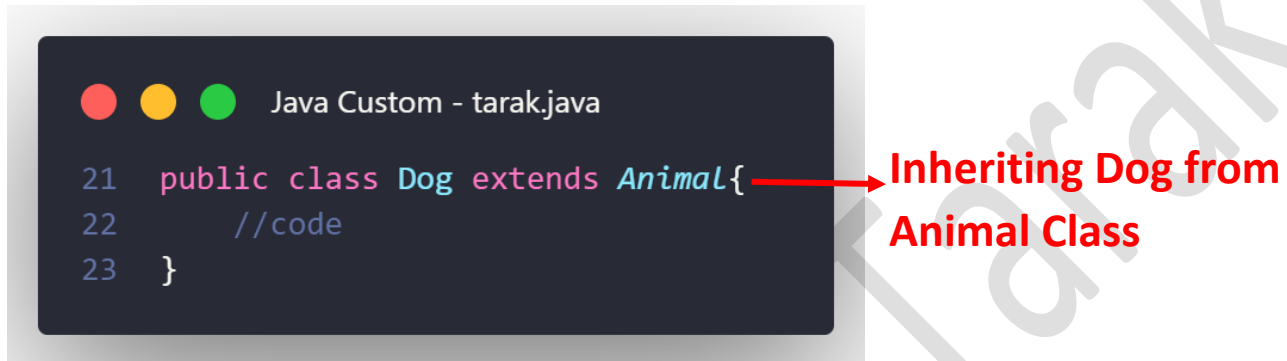 Java Custom - tarak.java
21 public class Dog extends Animal{
22     //code
23 }
Inheriting Dog from
Animal Class
Tarak